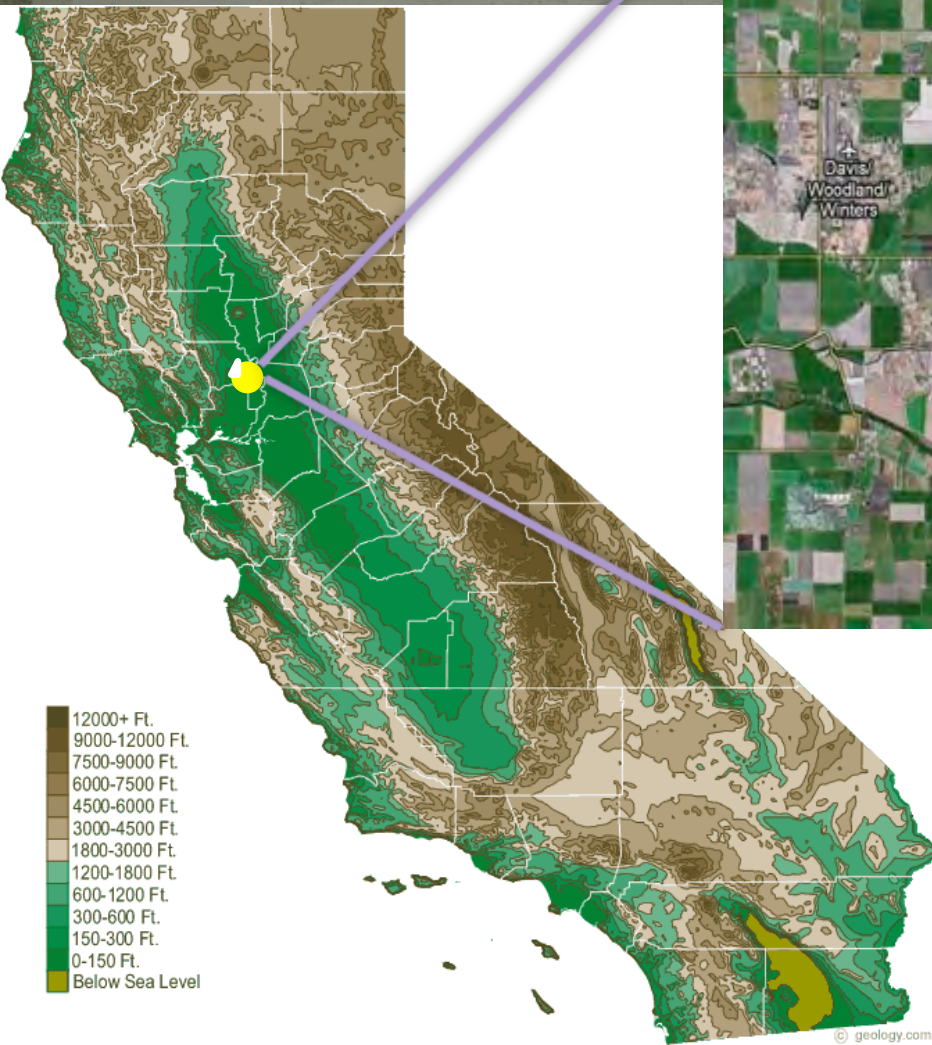 Davis/
Woodland/
Winters
12000+ Ft.
9000-12000 Ft.
7500-9000 Ft.
6000-7500 Ft.
4500-6000 Ft.
3000-4500 Ft.
1800-3000 Ft.
1200-1800 Ft.
600-1200 Ft.
300-600 Ft.
150-300 Ft.
0-150 Ft.
Below Sea Level
© geology.com